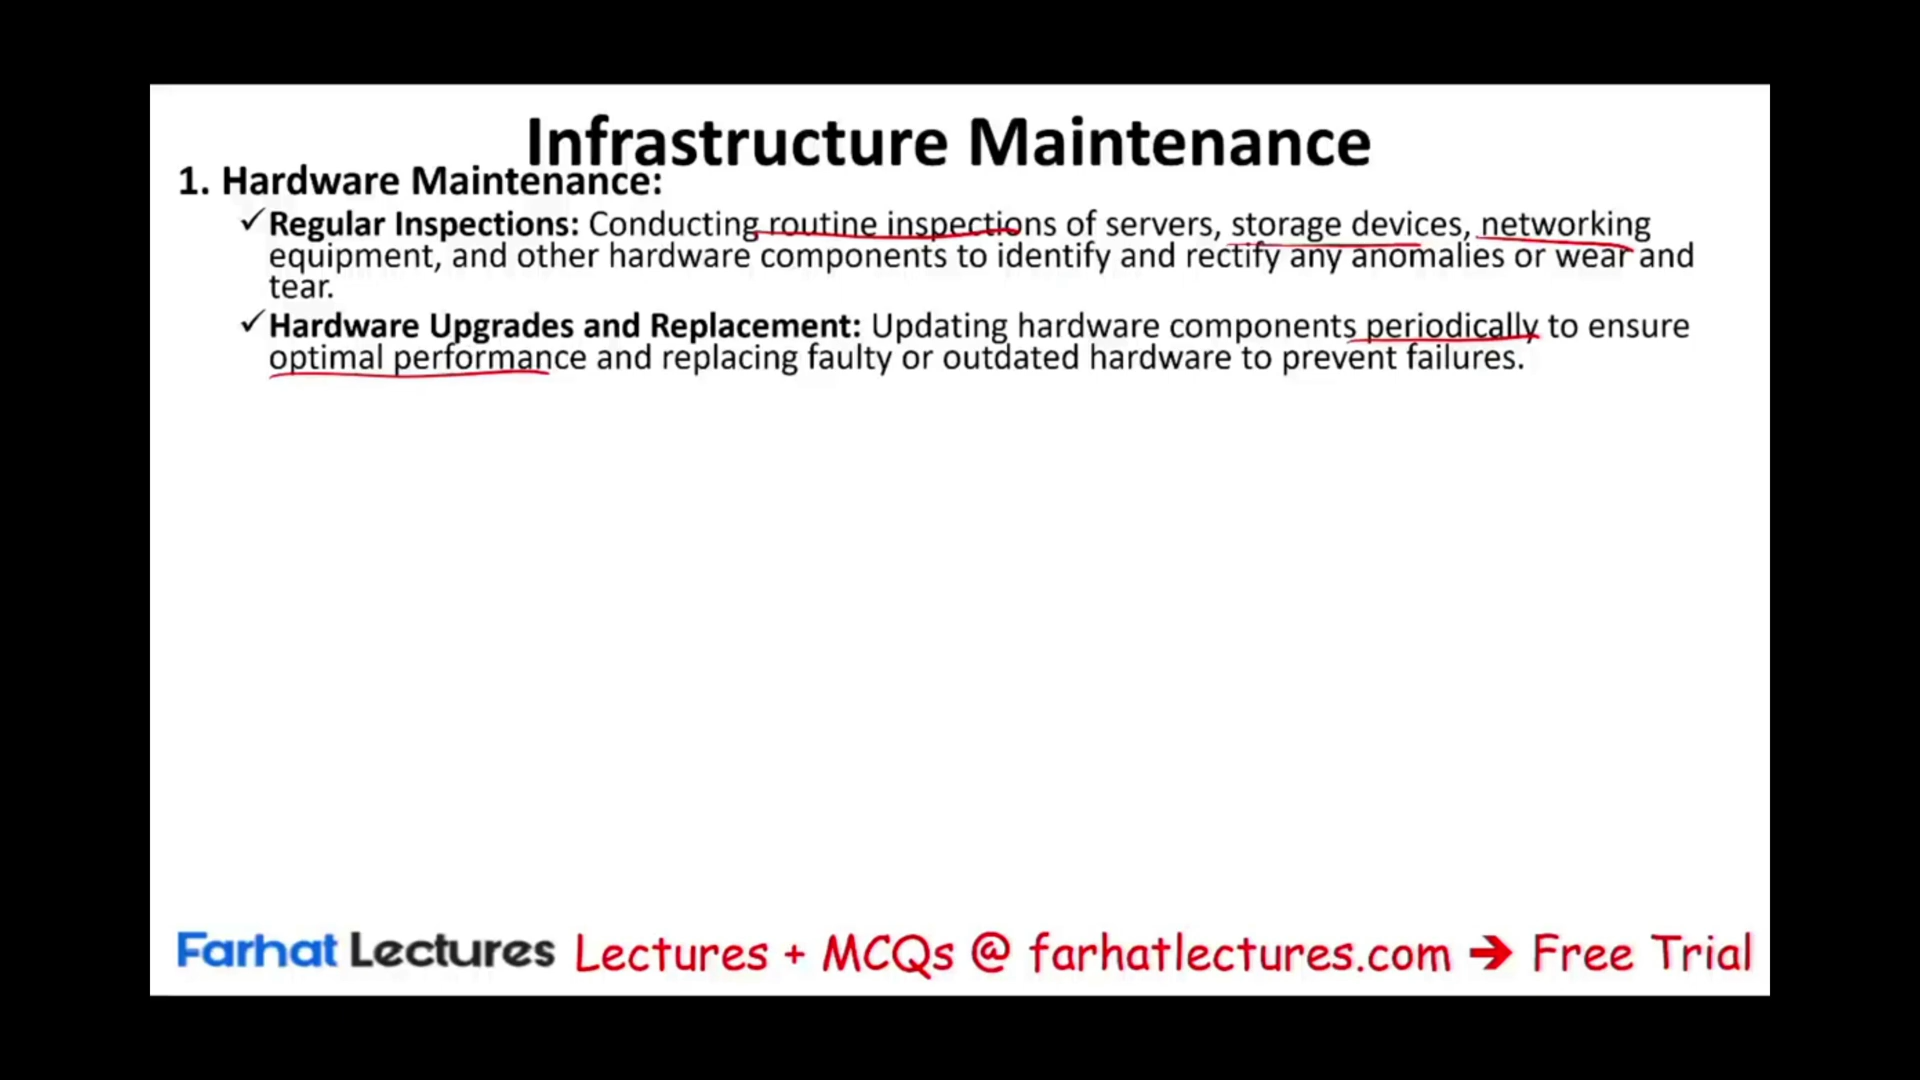 Infrastructure Maintenance
1. Hardware Maintenance:
✓Regular Inspections: Conducting routine inspections of servers, storage devices, networking
equipment, and other hardware components to identify and rectify any anomalies or wear and
tear.
✓Hardware Upgrades and Replacement: Updating hardware components periodically to ensure
optimal performance and replacing faulty or outdated hardware to prevent failures.
Farhat Lectures Lectures + MCQs @ farhatlectures.com ➔ Free Trial